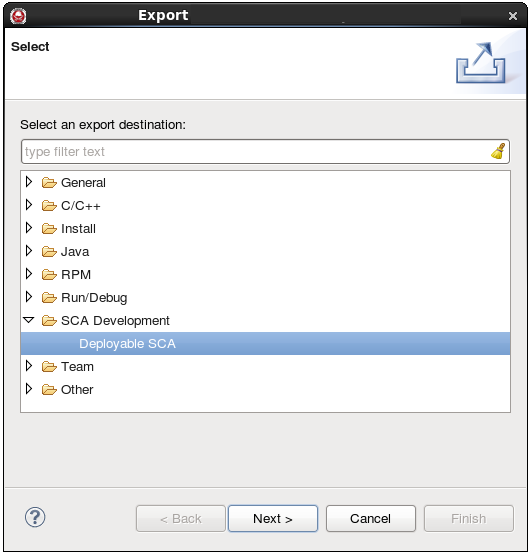 Export
Select
Select an export destination:
type filter text
General
C/C++
Install
Java
RPM
Run/Debug
SCA Development
Deployable SCA
Team
Other
?
< Back
Next >
Cancel
Finish